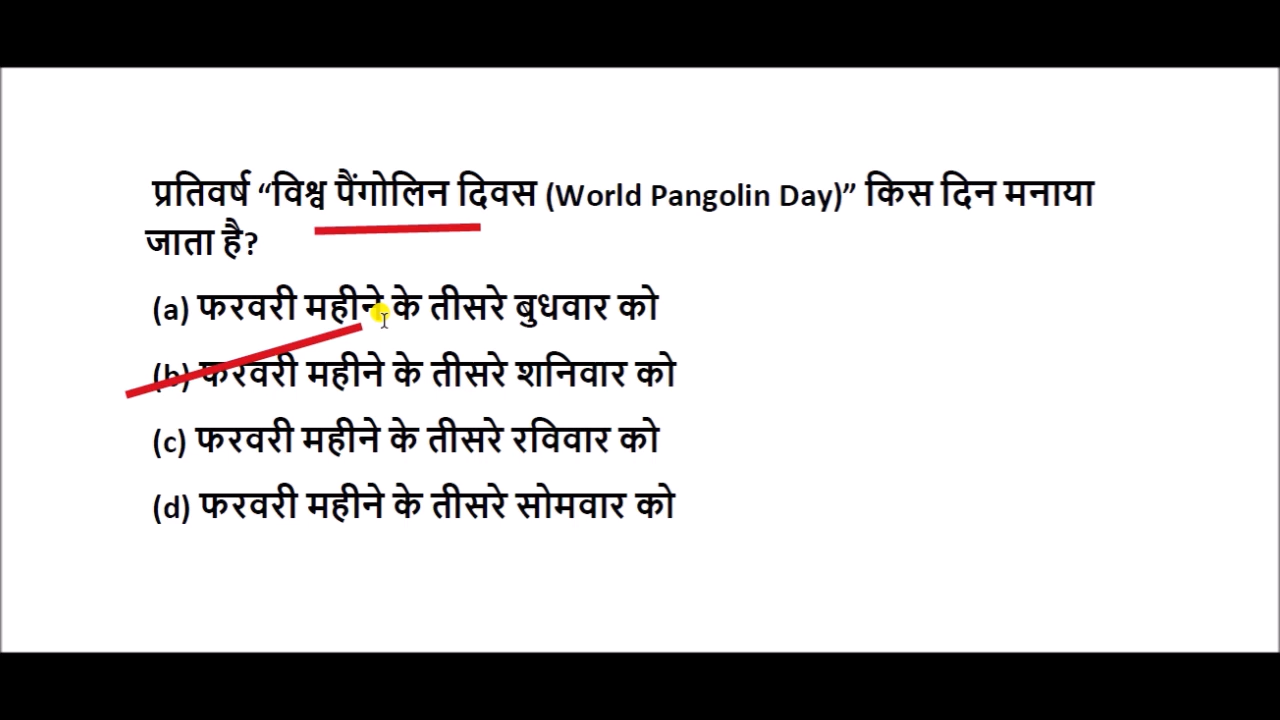 प्रतिवर्ष “विश्व पैंगोलिन दिवस (World Pangolin Day)” किस दिन मनाया
जाता है?
(a) फरवरी महीने के तीसरे बुधवार को
(b) फरवरी महीने के तीसरे शनिवार को
(c) फरवरी महीने के तीसरे रविवार को
(d) फरवरी महीने के तीसरे सोमवार को